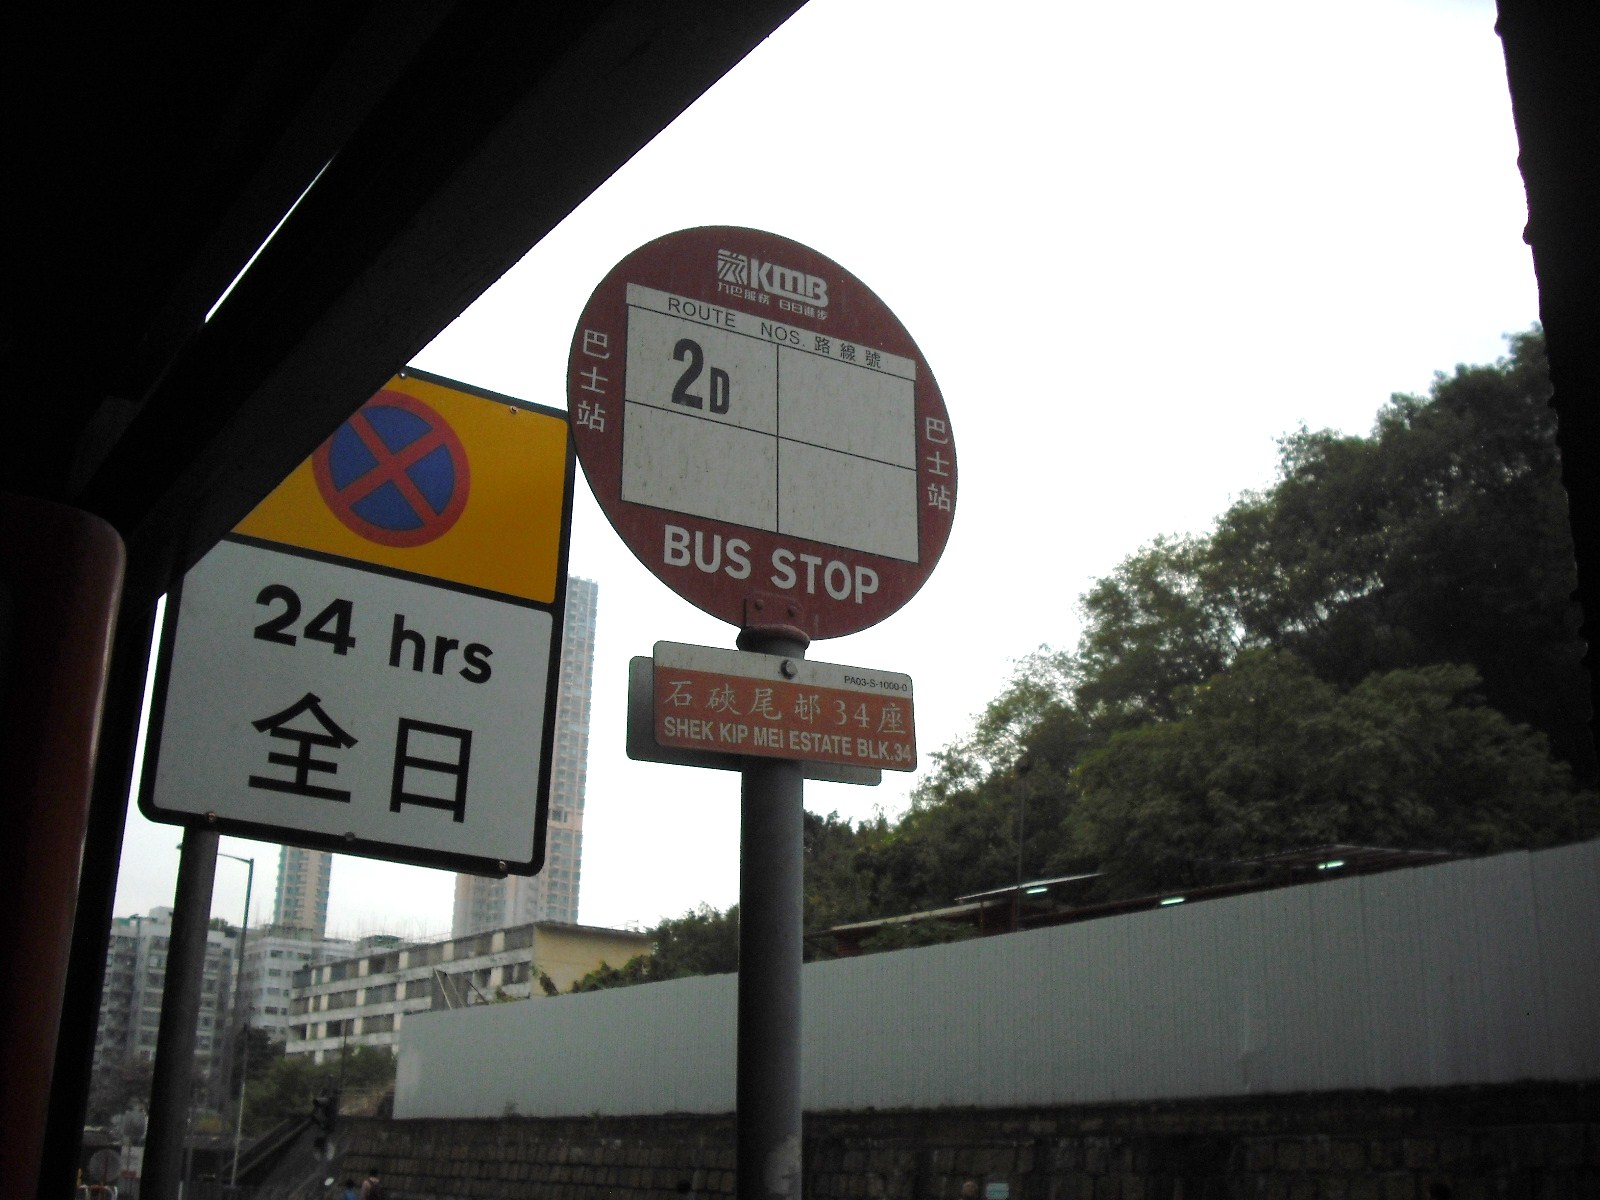 KMB
九巴服務 日日進步
ROUTE NOS. 路線號
2D
巴士站
巴士站
BUS STOP
PA03-S-1000-0
石硤尾邨34座
SHEK KIP MEI ESTATE BLK.34
24 hrs
全日